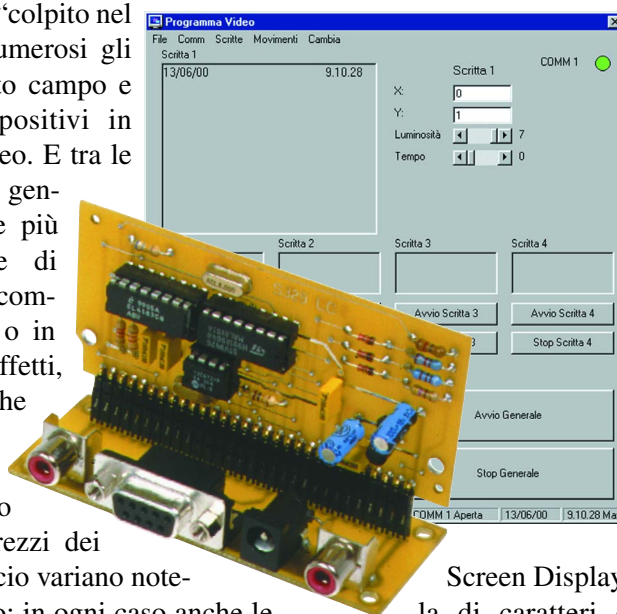 “colpito nel
umerosi gli
to campo e
positivi in
eo. E tra le
gen-
e più
e di
com-
o in
ffetti,
he
o
rezzi dei
cio variano note-
o: in ogni caso anche le
Programma Video
File Comm Scritte Movimenti Cambia
Scritta 1
13/06/00 9.10.28
Scritta 1
COMM 1
X: 0
Y: 1
Luminosità 7
Tempo 0
Scritta 2 Scritta 3 Scritta 4
Avvio Scritta 3 Avvio Scritta 4
3 Stop Scritta 4
Avvio Generale
Stop Generale
COMM 1 Aperta 13/06/00 9.10.28 Ma
Screen Display
la di caratteri